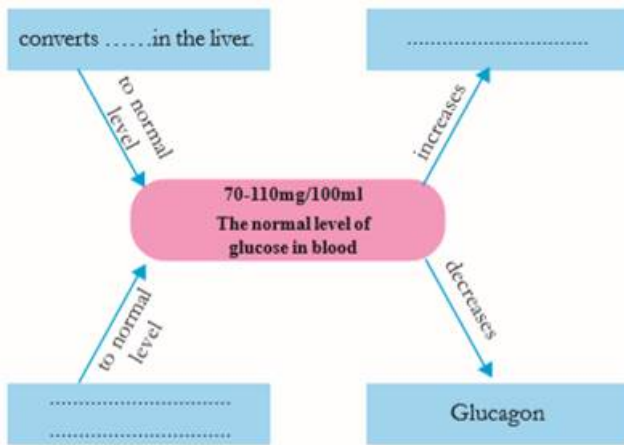 converts ......in the liver.
..............................
to normal
level
increases
70-110mg/100ml
The normal level of
glucose in blood
to normal
level
decreases
..............................
..............................
Glucagon